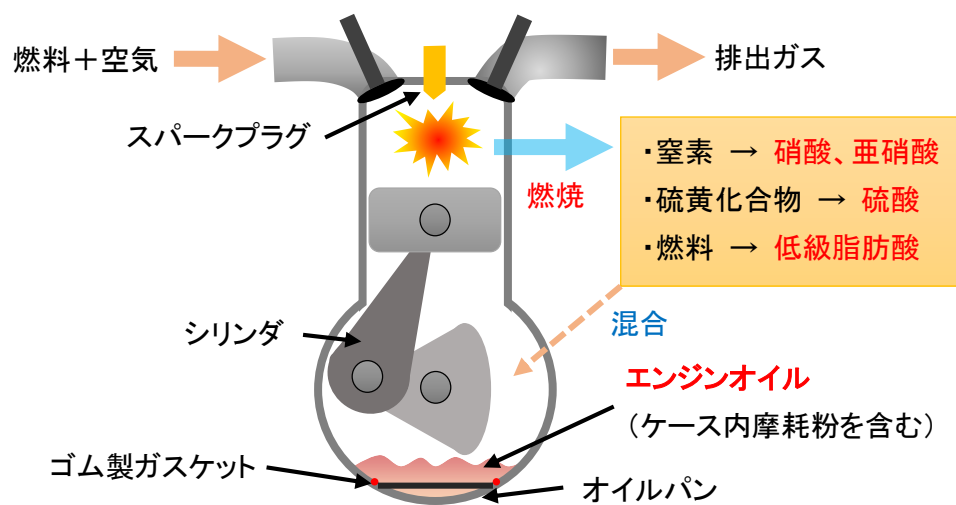 燃料＋空気
排出ガス
スパークプラグ
・窒素 → 硝酸、亜硝酸
・硫黄化合物 → 硫酸
・燃料 → 低級脂肪酸
燃焼
混合
シリンダ
エンジンオイル
（ケース内摩耗粉を含む）
ゴム製ガスケット
オイルパン